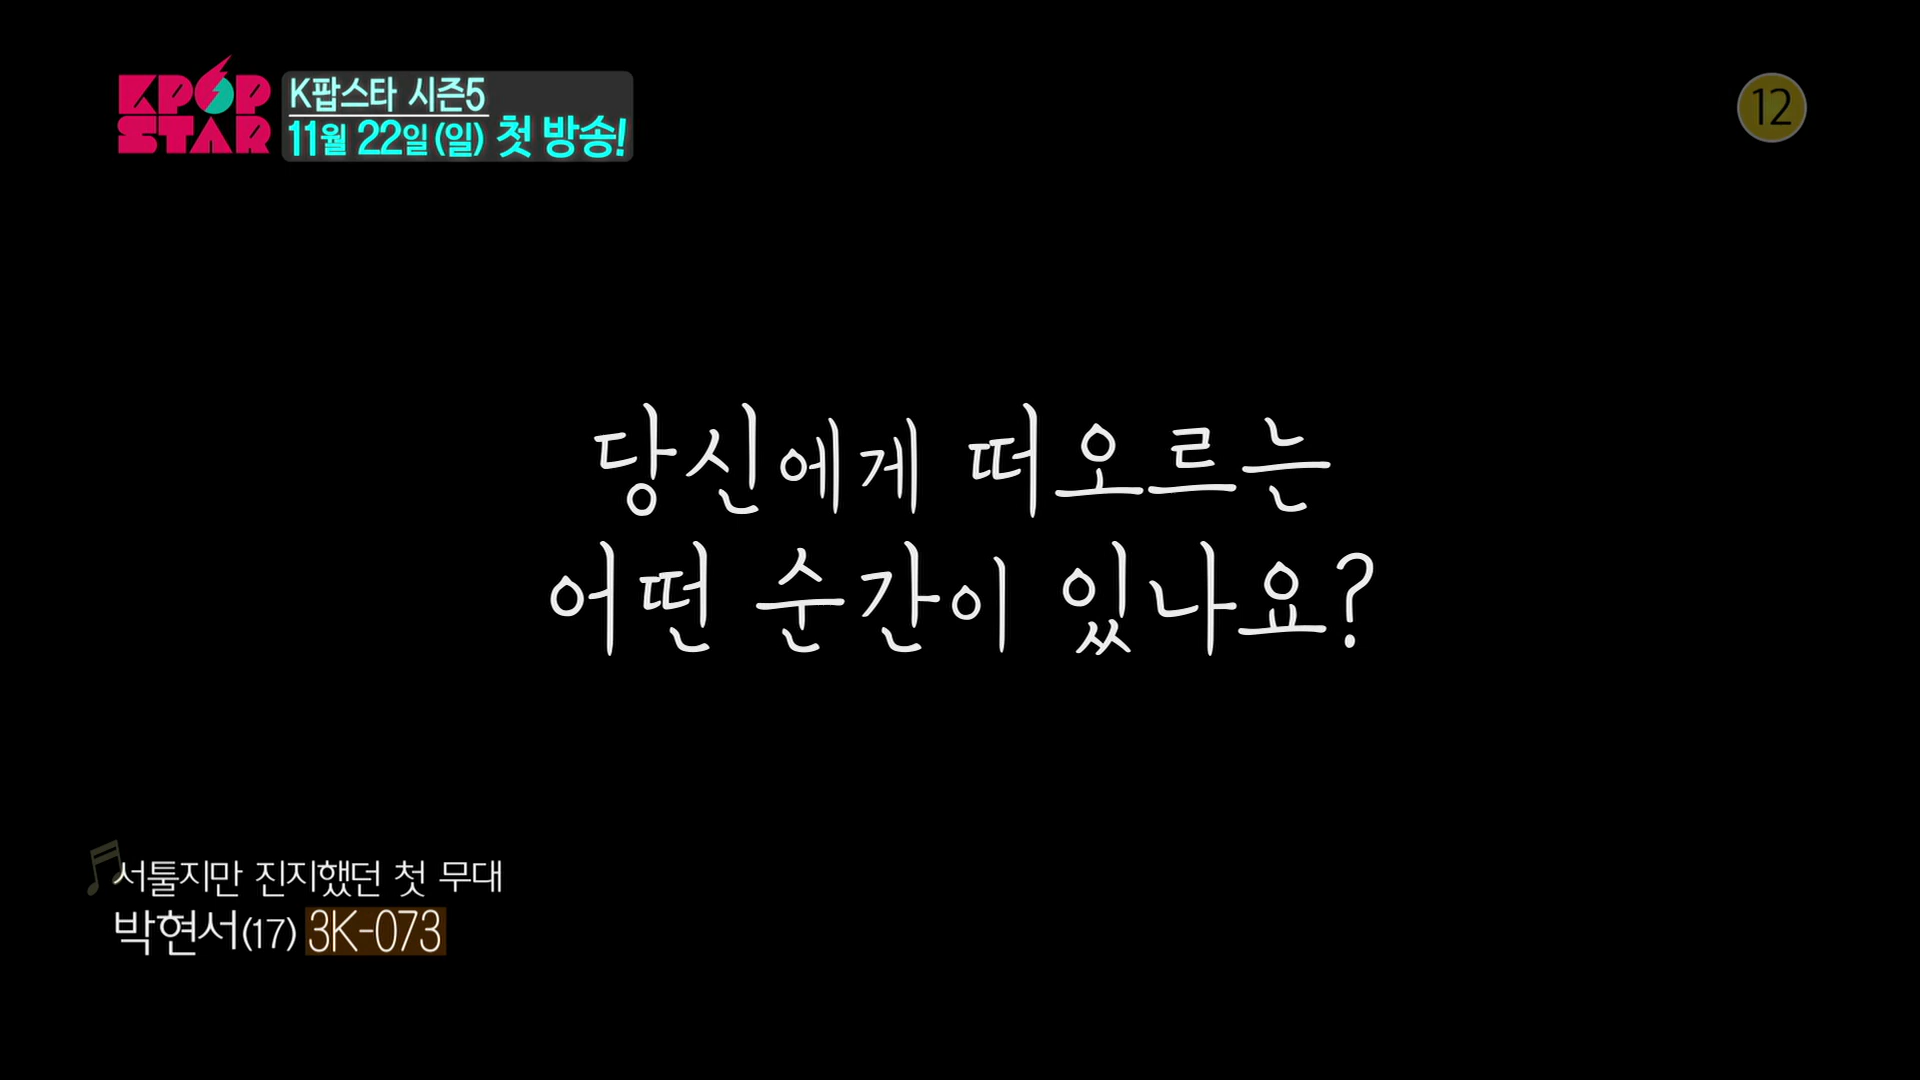 KPOP
STAR
K팝스타 시즌5
11월 22일(일) 첫 방송!
12
당신에게 떠오르는
어떤 순간이 있나요?
서툴지만 진지했던 첫 무대
박현서(17) 3K-073